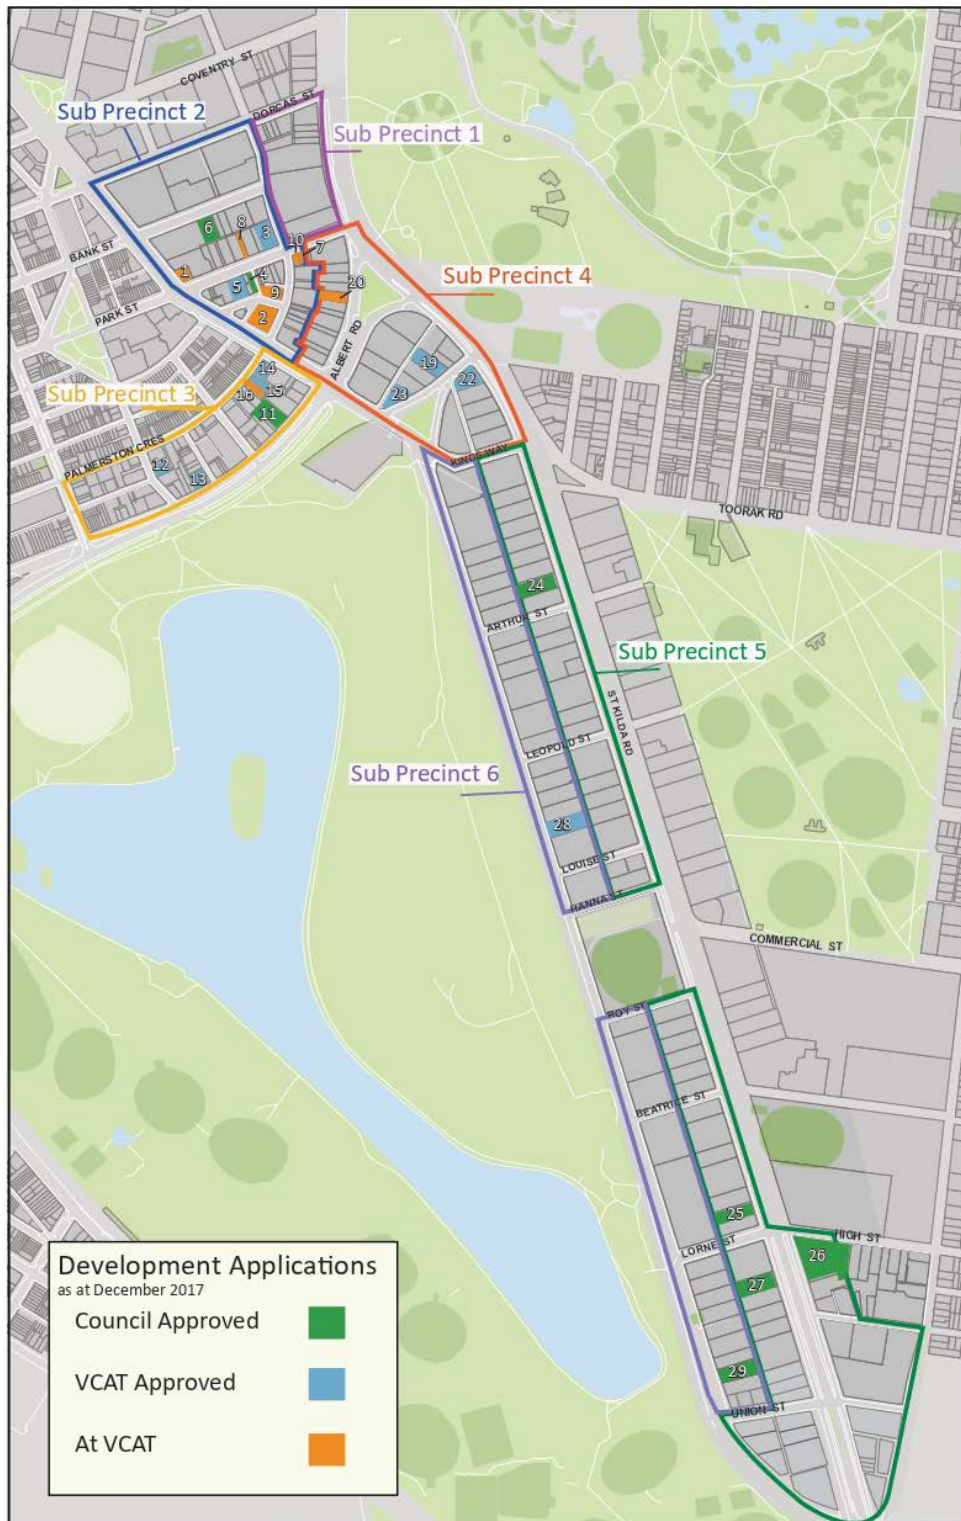 COVENTRY ST
DORCAS ST
Sub Precinct 2
Sub Precinct 1
6
8
3
BANK ST
10
7
Sub Precinct 4
1
4
20
5
9
PARK ST
2
ALBERT RD
14
19
22
Sub Precinct 3
16
15
23
11
PALMERSTON CRES
12
13
KINGSWAY
TOORAK RD
24
ARTHUR ST
Sub Precinct 5
ST KILDA RD
LEOPOLD ST
Sub Precinct 6
28
LOUISE ST
HANNA ST
COMMERCIAL ST
ROY ST
BEATRICE ST
25
HIGH ST
LORNE ST
26
27
29
UNION ST
Development Applications
as at December 2017
Council Approved
VCAT Approved
At VCAT